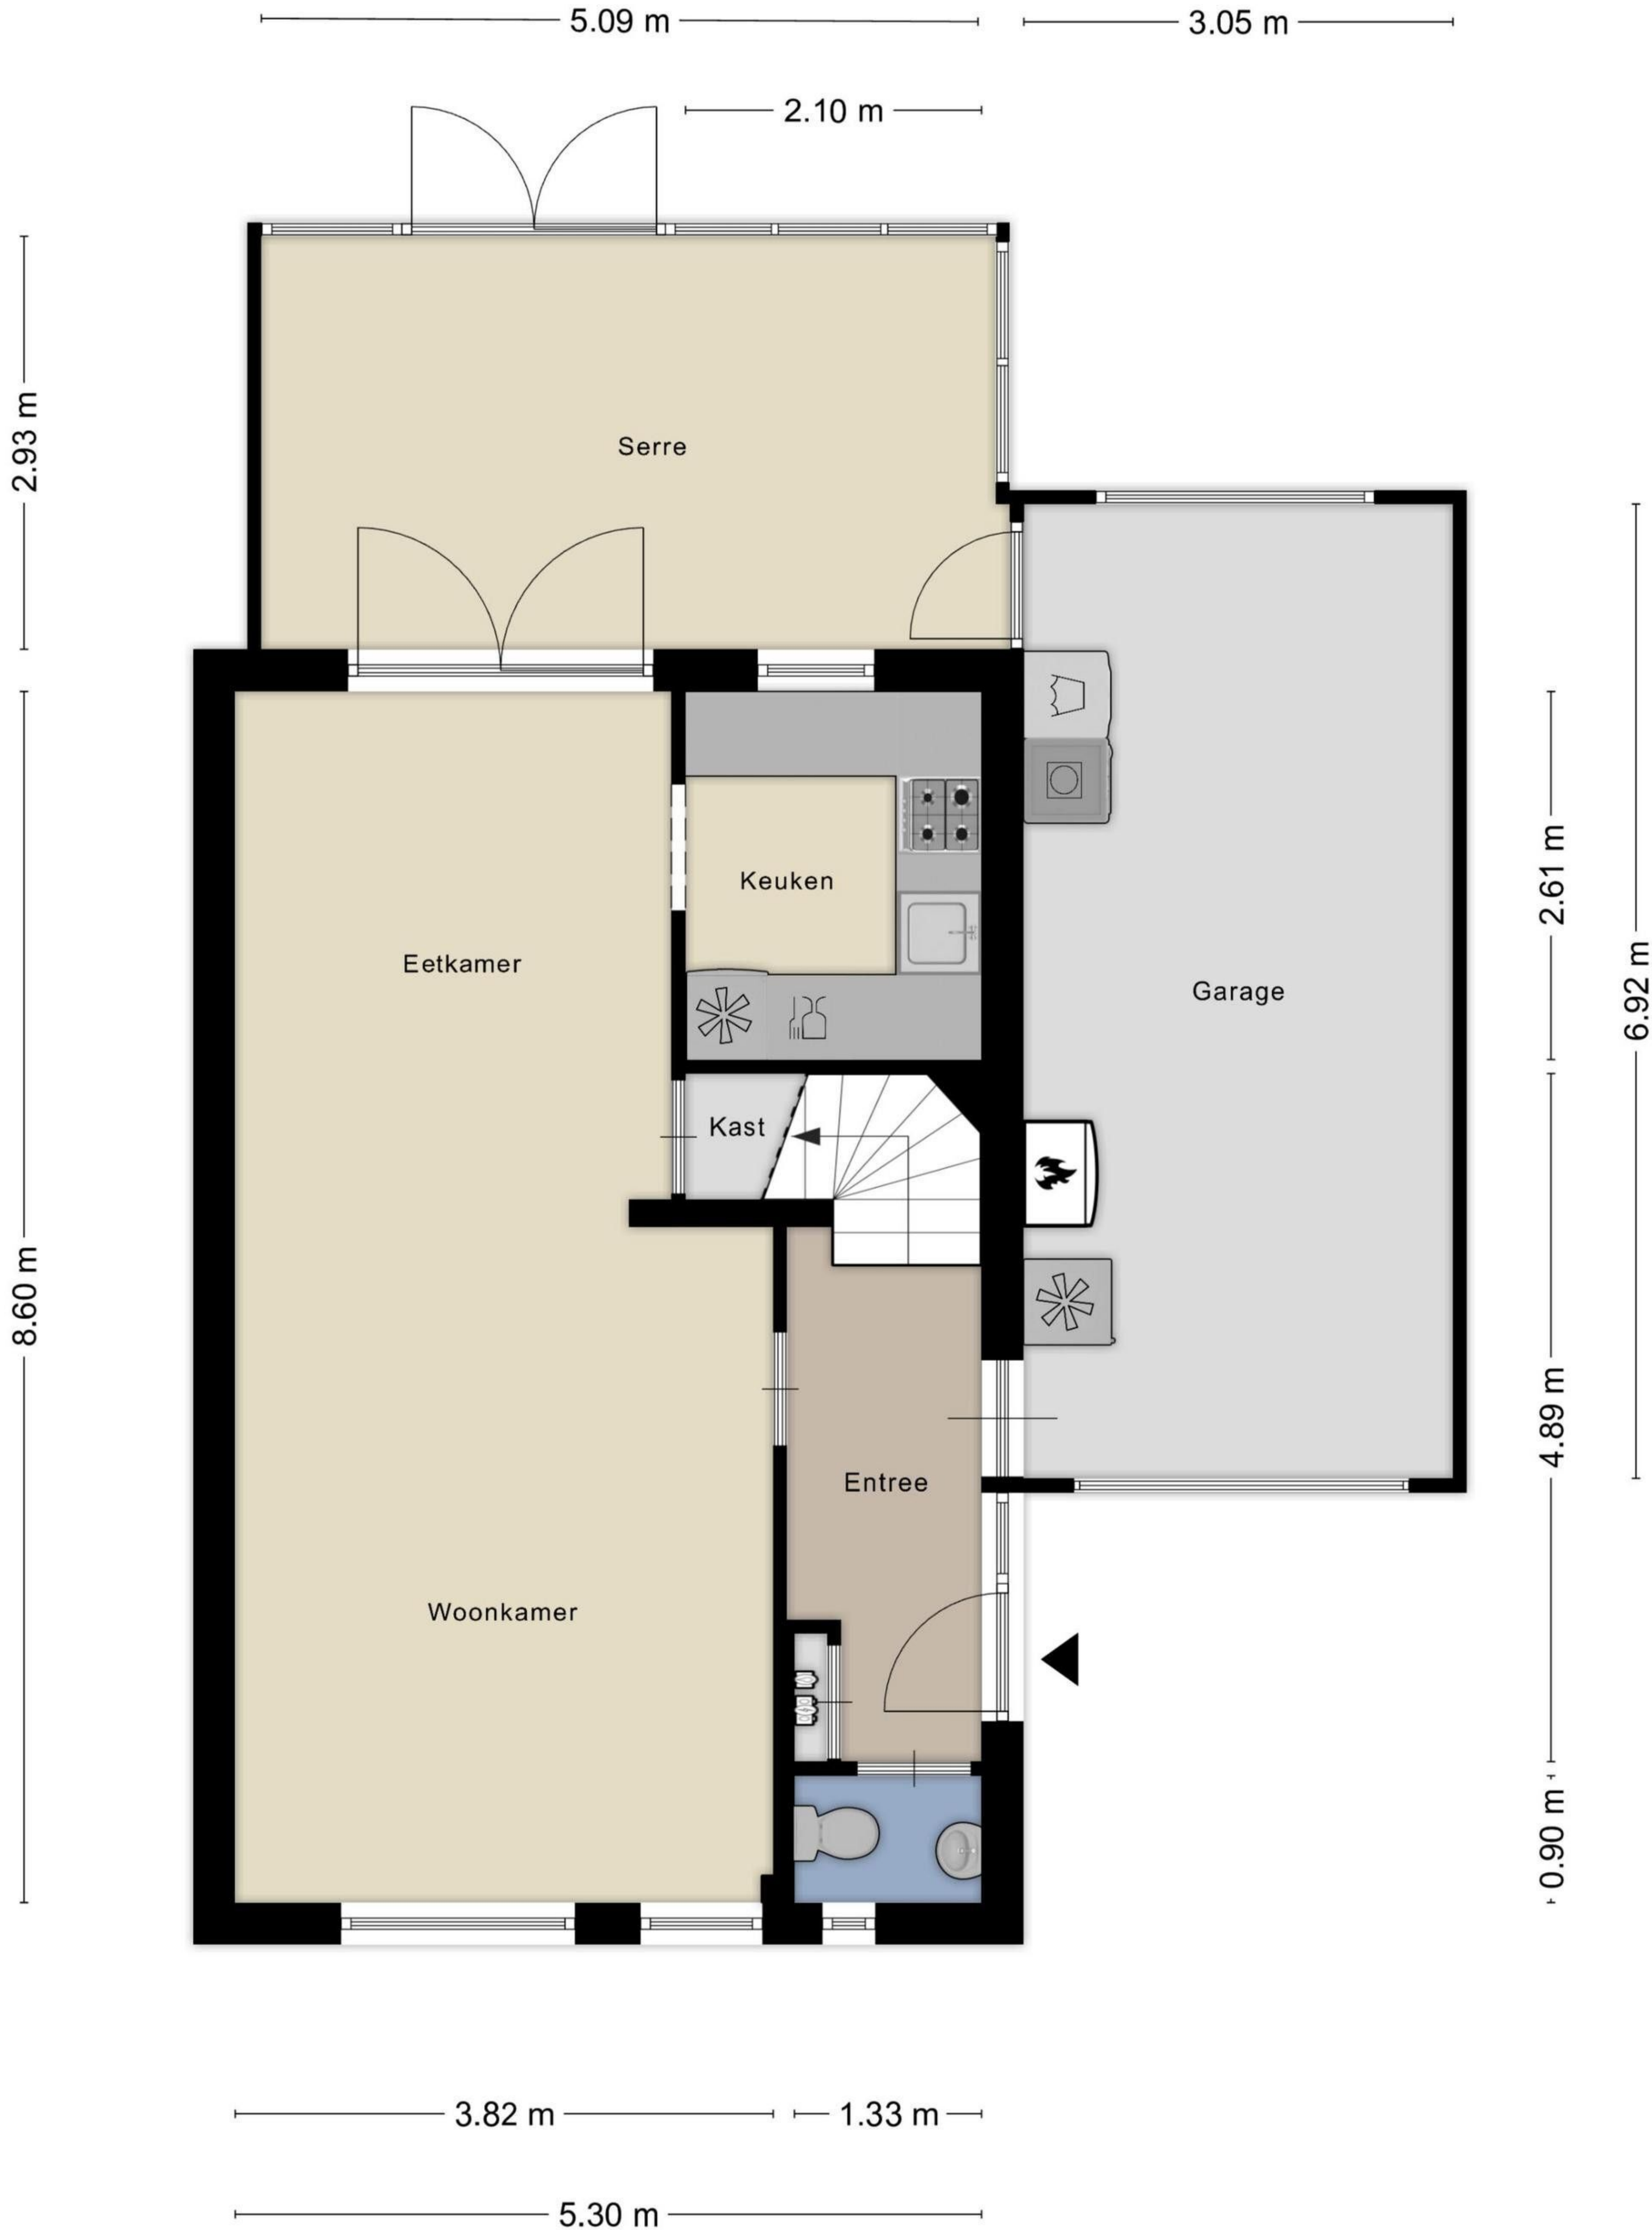 5.09 m
3.05 m
2.10 m
2.93 m
Serre
Keuken
2.61 m
Eetkamer
Garage
6.92 m
Kast
8.60 m
4.89 m
Entree
Woonkamer
0.90 m
3.82 m
1.33 m
5.30 m